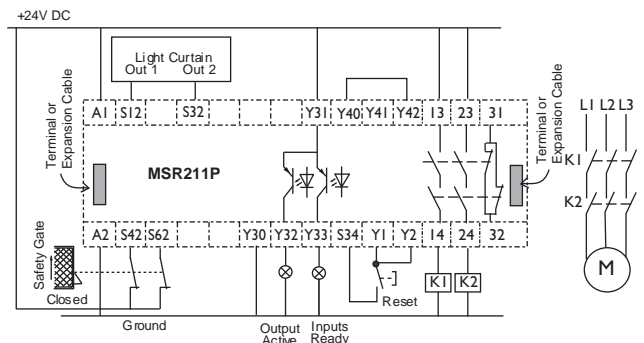 +24V DC
Light Curtain
Out 1 Out 2
A1 S12 S32 Y31 Y40 Y41 Y42 13 23 31
Terminal or
Expansion Cable
MSR211P
Terminal or
Expansion Cable
L1 L2 L3
K1
K2
M
A2 S42 S62 Y30 Y32 Y33 S34 Y1 Y2 14 24 32
Safety Gate
Closed
Reset
K1 K2
Ground
Output
Active
Inputs
Ready